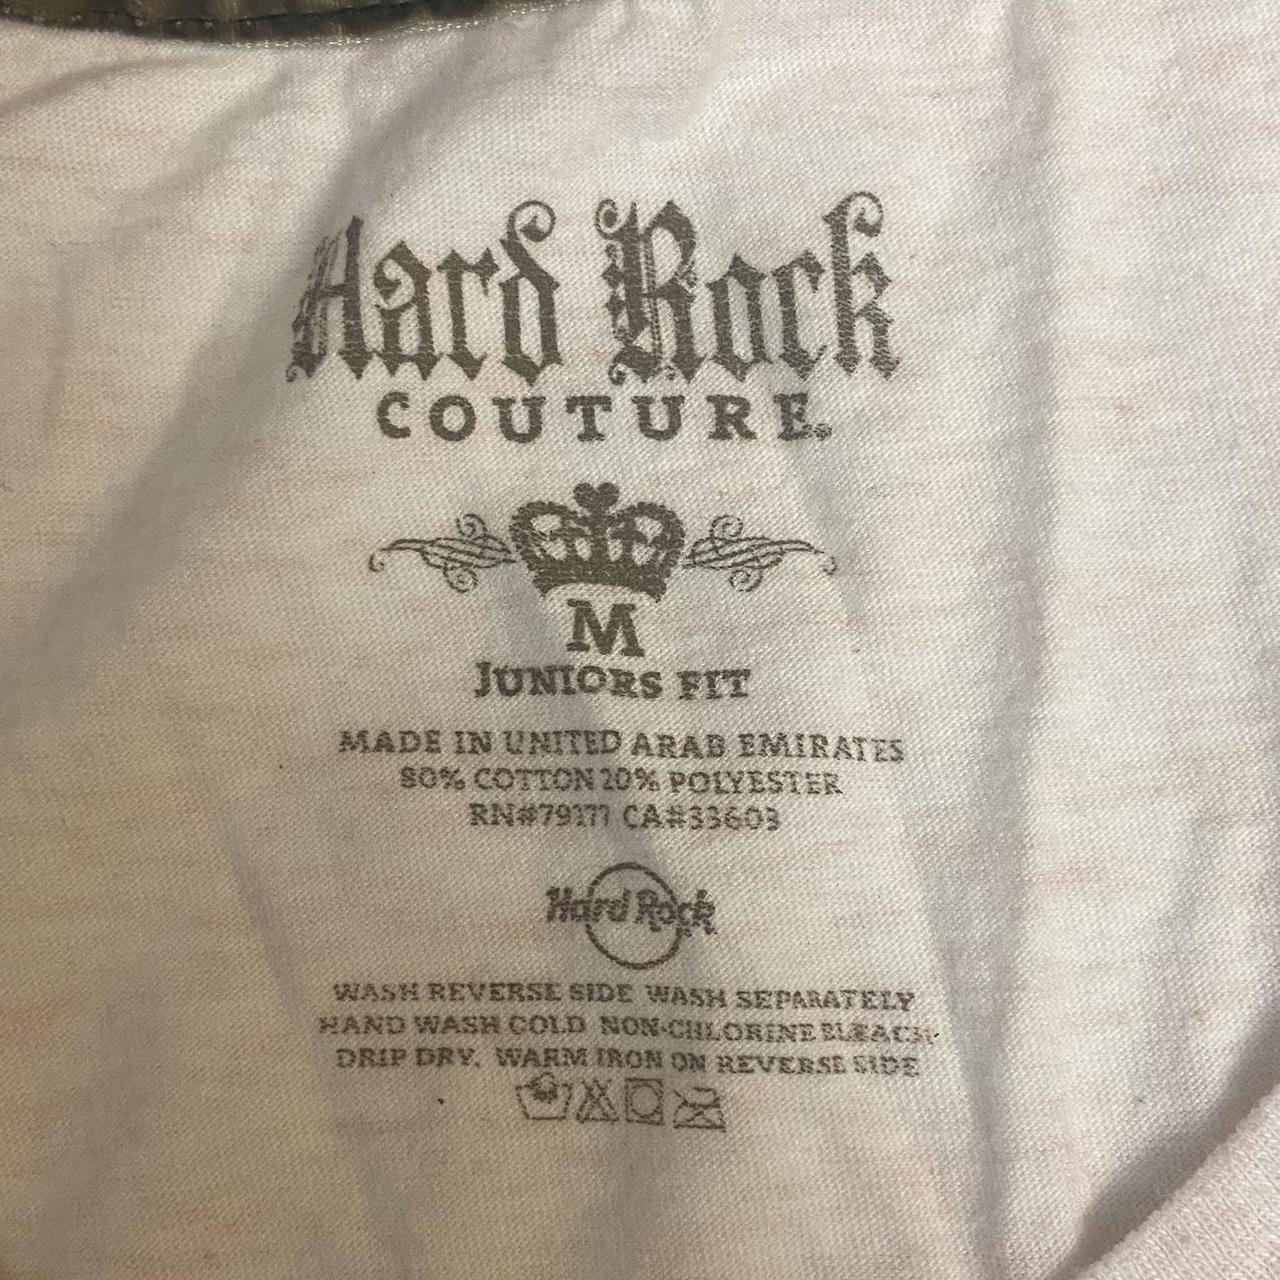 Hard Rock
COUTURE®
M
JUNIORS FIT
MADE IN UNITED ARAB EMIRATES
80% COTTON 20% POLYESTER
RN#79177 CA#33603
Hard Rock
WASH REVERSE SIDE WASH SEPARATELY
HAND WASH COLD NON-CHLORINE BLEACH
DRIP DRY. WARM IRON ON REVERSE SIDE